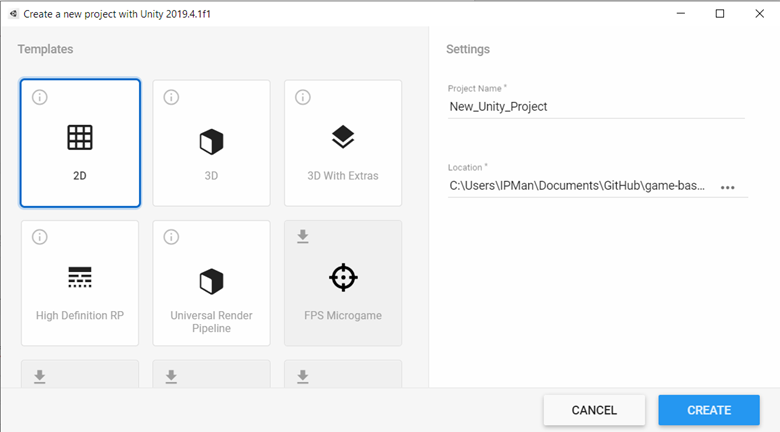 Create a new project with Unity 2019.4.1f1
Templates
2D
3D
3D With Extras
High Definition RP
Universal Render
Pipeline
FPS Microgame
Settings
Project Name *
New_Unity_Project
Location *
C:\Users\IPMan\Documents\GitHub\game-bas...
CANCEL
CREATE